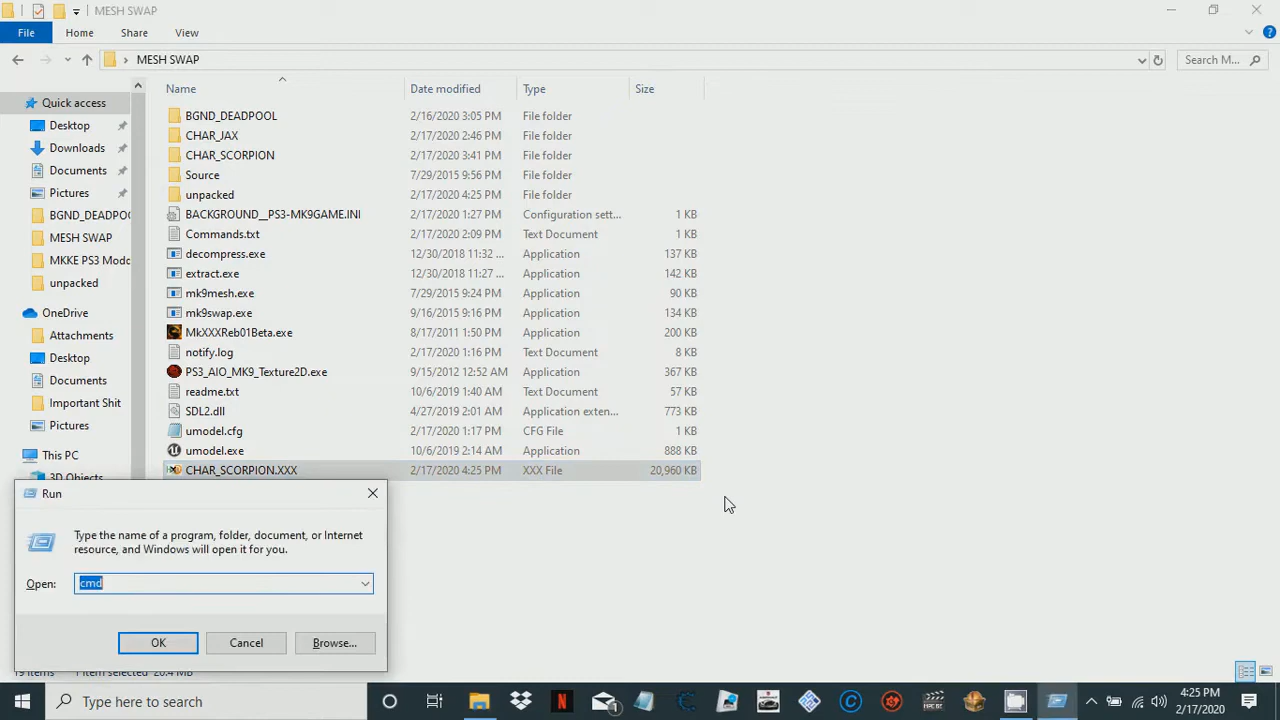 MESH SWAP
File Home Share View
MESH SWAP
Search M...
Name Date modified Type Size
Quick access
Desktop
Downloads
Documents
Pictures
BGND_DEADPOO
MESH SWAP
MKKE PS3 Modd
unpacked
OneDrive
Attachments
Desktop
Documents
Important Shit
Pictures
This PC
3D Objects
BGND_DEADPOOL 2/16/2020 3:05 PM File folder
CHAR_JAX 2/17/2020 2:46 PM File folder
CHAR_SCORPION 2/17/2020 3:41 PM File folder
Source 7/29/2015 9:56 PM File folder
unpacked 2/17/2020 4:25 PM File folder
BACKGROUND__PS3-MK9GAME.INI 2/17/2020 1:27 PM Configuration sett... 1 KB
Commands.txt 2/17/2020 2:09 PM Text Document 1 KB
decompress.exe 12/30/2018 11:32 ... Application 137 KB
extract.exe 12/30/2018 11:27 ... Application 142 KB
mk9mesh.exe 7/29/2015 9:24 PM Application 90 KB
mk9swap.exe 9/16/2015 9:16 PM Application 134 KB
MkXXXReb01Beta.exe 8/17/2011 1:50 PM Application 200 KB
notify.log 2/17/2020 1:16 PM Text Document 8 KB
PS3_AIO_MK9_Texture2D.exe 9/15/2012 12:52 AM Application 367 KB
readme.txt 10/6/2019 1:40 AM Text Document 57 KB
SDL2.dll 4/27/2019 2:01 AM Application exten... 773 KB
umodel.cfg 2/17/2020 1:17 PM CFG File 1 KB
umodel.exe 10/6/2019 2:14 AM Application 888 KB
CHAR_SCORPION.XXX 2/17/2020 4:25 PM XXX File 20,960 KB
Run
Type the name of a program, folder, document, or Internet
resource, and Windows will open it for you.
Open: cmd
OK Cancel Browse...
19 items 1 item selected 20.4 MB
Type here to search
1
4:25 PM
2/17/2020